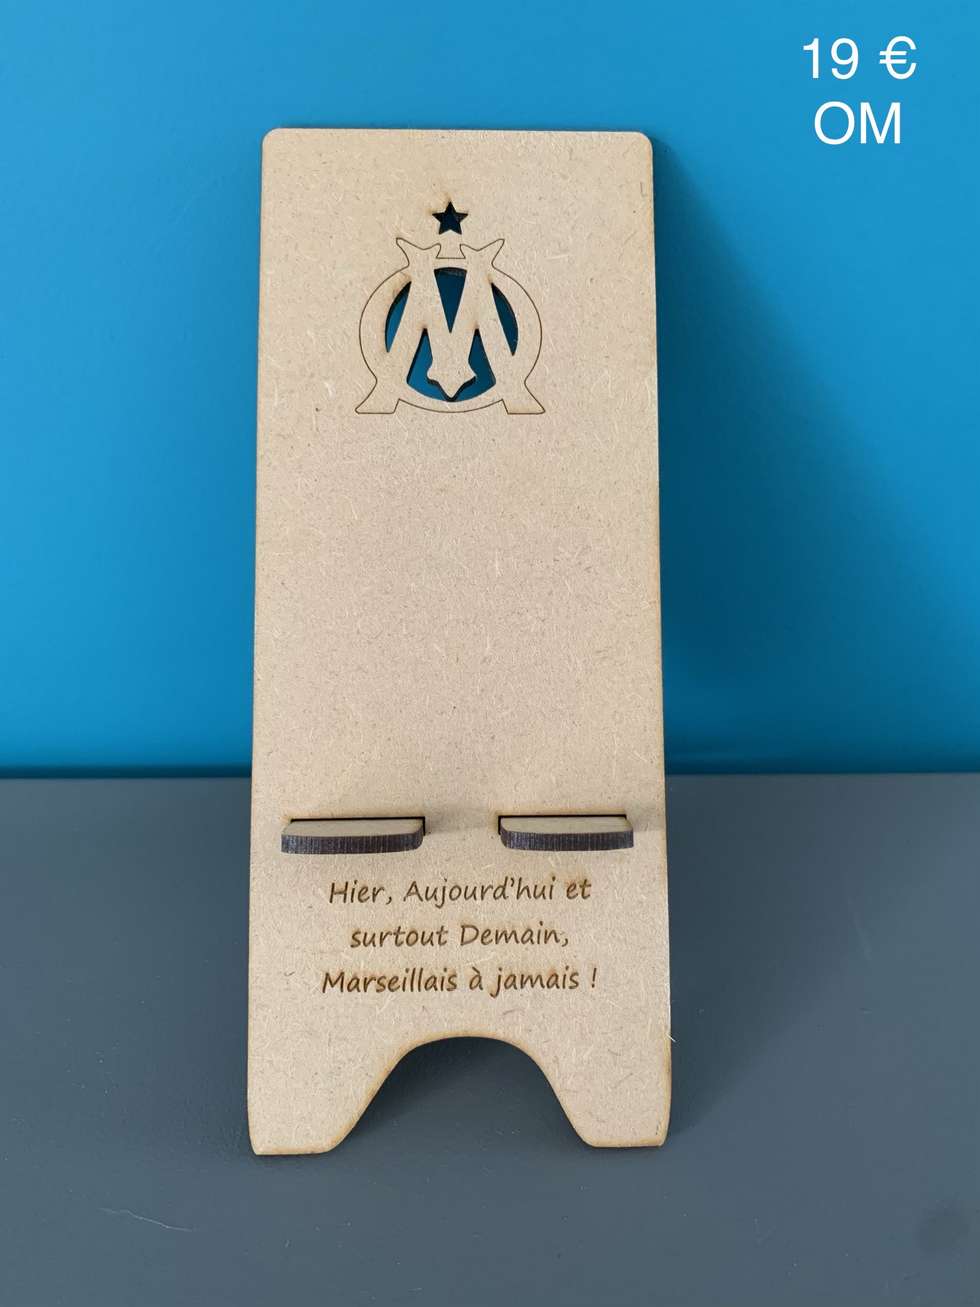 19 €
OM
Hier, Aujourd'hui et
surtout Demain,
Marseillais à jamais !